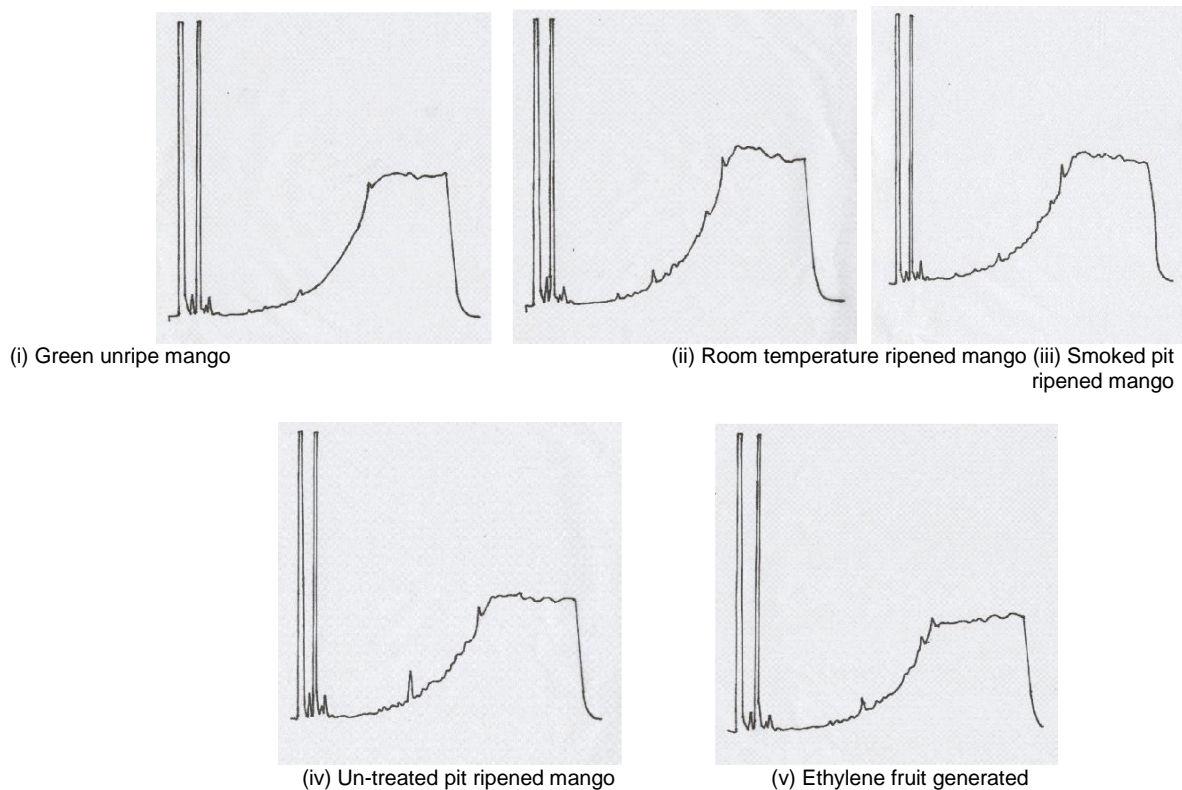 (i) Green unripe mango
(ii) Room temperature ripened mango (iii) Smoked pit
ripened mango
(iv) Un-treated pit ripened mango
(v) Ethylene fruit generated